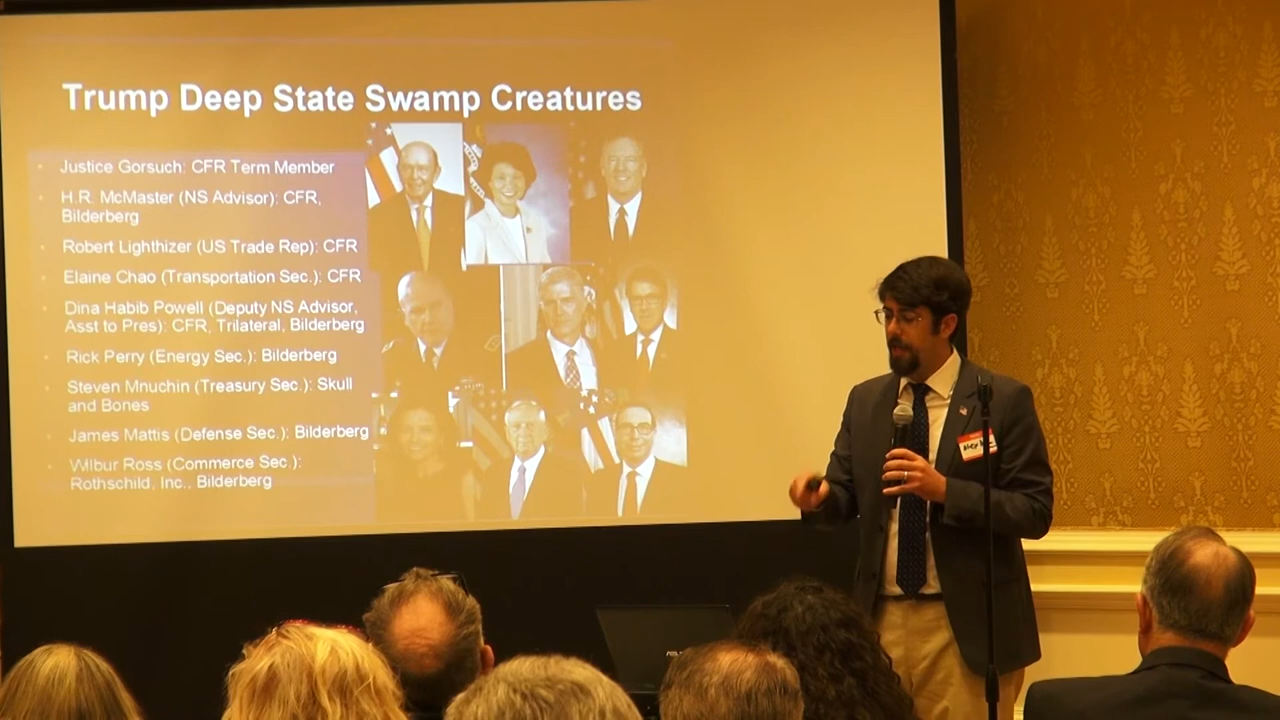 Trump Deep State Swamp Creatures
Justice Gorsuch: CFR Term Member
H.R. McMaster (NS Advisor): CFR,
Bilderberg
Robert Lighthizer (US Trade Rep): CFR
Elaine Chao (Transportation Sec.): CFR
Dina Habib Powell (Deputy NS Advisor,
Asst to Pres): CFR, Trilateral, Bilderberg
Rick Perry (Energy Sec.): Bilderberg
Steven Mnuchin (Treasury Sec.): Skull
and Bones
James Mattis (Defense Sec.): Bilderberg
Wilbur Ross (Commerce Sec.):
Rothschild, Inc., Bilderberg